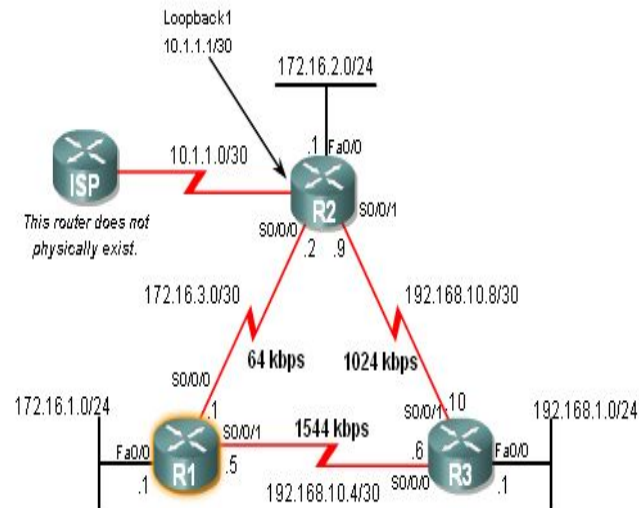 Loopback1
10.1.1.1/30
172.16.2.0/24
10.1.1.0/30
.1 Fa0/0
ISP
R2
This router does not
physically exist.
S0/0/0
S0/0/1
.2 .9
172.16.3.0/30
192.168.10.8/30
64 kbps
1024 kbps
S0/0/0
.1
S0/0/1
.10
172.16.1.0/24
192.168.1.0/24
1544 kbps
Fa0/0
R1
S0/0/1
.5
.6
R3
Fa0/0
.1
192.168.10.4/30
S0/0/0
.1